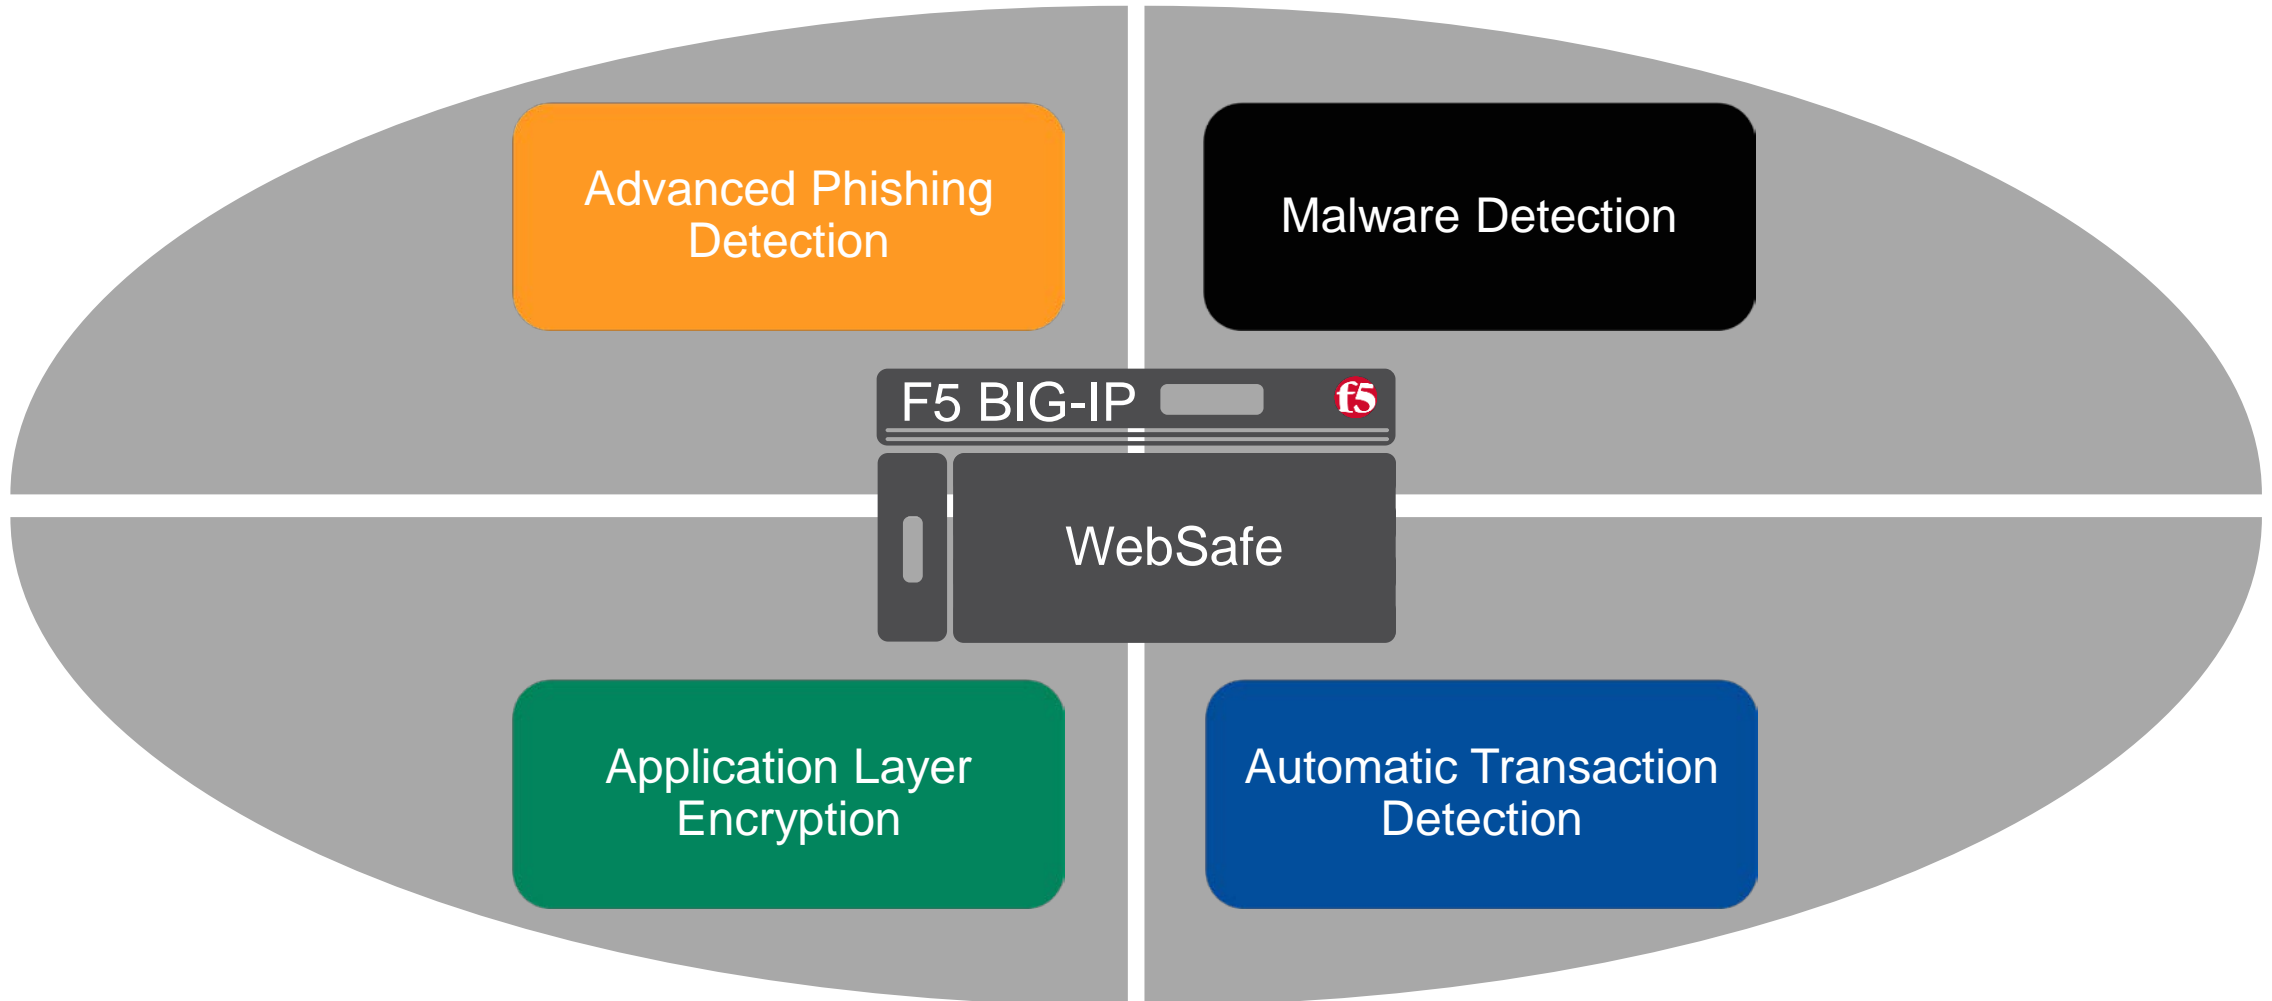 Advanced Phishing
Detection
Malware Detection
F5 BIG-IP
f5
WebSafe
Application Layer
Encryption
Automatic Transaction
Detection